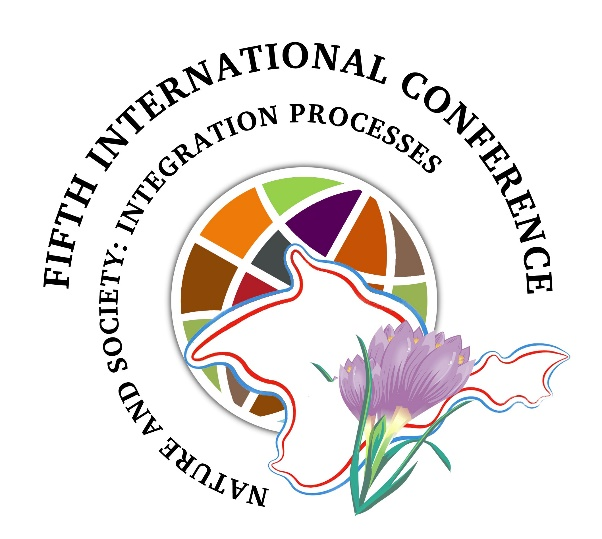 FIFTH INTERNATIONAL CONFERENCE
NATURE AND SOCIETY: INTEGRATION PROCESSES